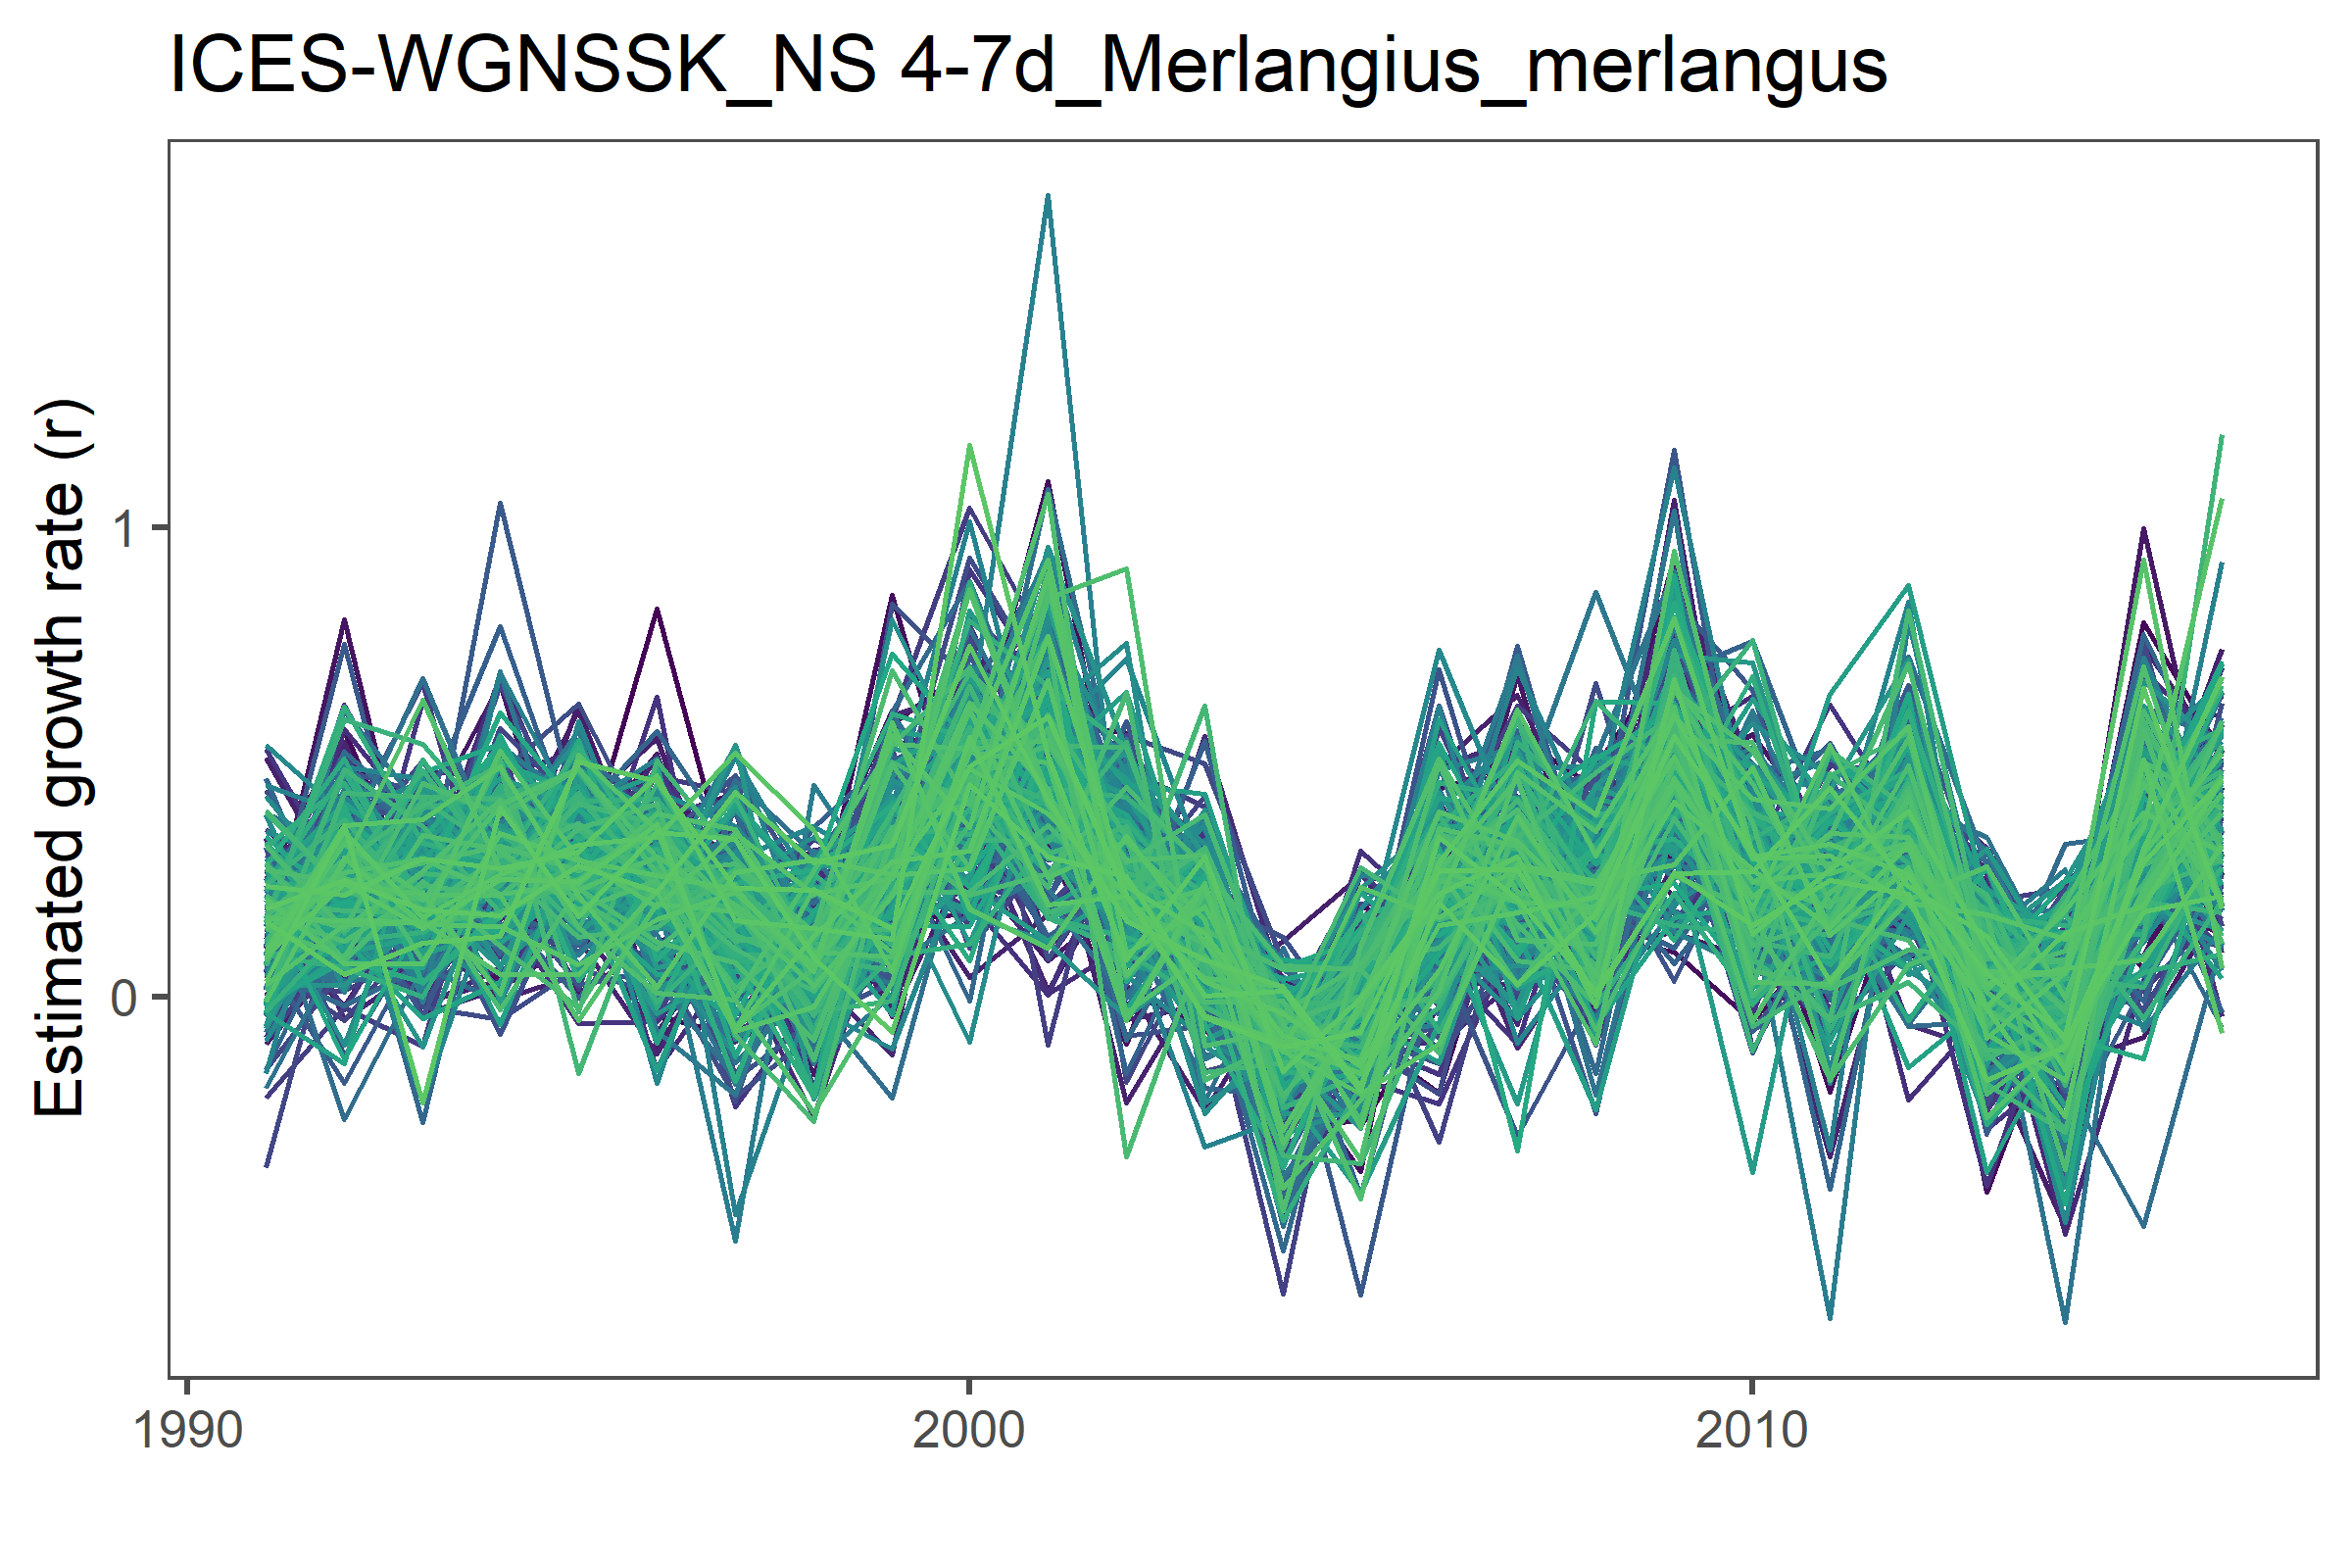 ICES-WGNSSK_NS 4-7d_Merlangius_merlangus
Estimated growth rate (r)
1
0
1990
2000
2010